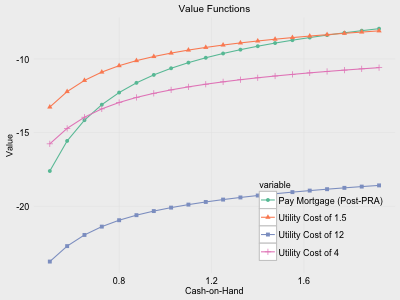 Value Functions
-10
-15
-20
Value
0.8
1.2
1.6
Cash-on-Hand
variable
Pay Mortgage (Post-PRA)
Utility Cost of 1.5
Utility Cost of 12
Utility Cost of 4